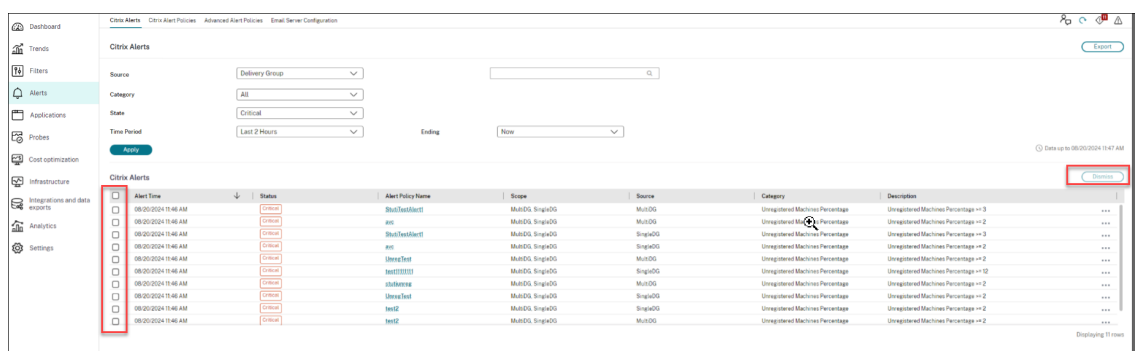 Dashboard
Trends
Filters
Alerts
Applications
Probes
Cost optimization
Infrastructure
Integrations and data
exports
Analytics
Settings
Citrix Alerts Citrix Alert Policies Advanced Alert Policies Email Server Configuration
Citrix Alerts Export
Source Delivery Group
Category All
State Critical
Time Period Last 2 Hours Ending Now
Apply
Data up to 08/20/2024 11:47 AM
Citrix Alerts Dismiss
Alert Time Status Alert Policy Name Scope Source Category Description
08/20/2024 11:46 AM Critical StutiTestAlert1 MultiDG, SingleDG MultiDG Unregistered Machines Percentage Unregistered Machines Percentage >= 3
08/20/2024 11:46 AM Critical avc MultiDG, SingleDG MultiDG Unregistered Machines Percentage Unregistered Machines Percentage >= 2
08/20/2024 11:46 AM Critical StutiTestAlert1 MultiDG, SingleDG SingleDG Unregistered Machines Percentage Unregistered Machines Percentage >= 3
08/20/2024 11:46 AM Critical avc MultiDG, SingleDG SingleDG Unregistered Machines Percentage Unregistered Machines Percentage >= 2
08/20/2024 11:46 AM Critical UnregTest MultiDG, SingleDG MultiDG Unregistered Machines Percentage Unregistered Machines Percentage >= 2
08/20/2024 11:46 AM Critical MultiDG, SingleDG SingleDG Unregistered Machines Percentage Unregistered Machines Percentage >= 12
08/20/2024 11:46 AM Critical stutiunreg MultiDG, SingleDG MultiDG Unregistered Machines Percentage Unregistered Machines Percentage >= 2
08/20/2024 11:46 AM Critical UnregTest MultiDG, SingleDG SingleDG Unregistered Machines Percentage Unregistered Machines Percentage >= 2
08/20/2024 11:46 AM Critical test2 MultiDG, SingleDG SingleDG Unregistered Machines Percentage Unregistered Machines Percentage >= 2
08/20/2024 11:46 AM Critical test2 MultiDG, SingleDG MultiDG Unregistered Machines Percentage Unregistered Machines Percentage >= 2
Displaying 11 rows